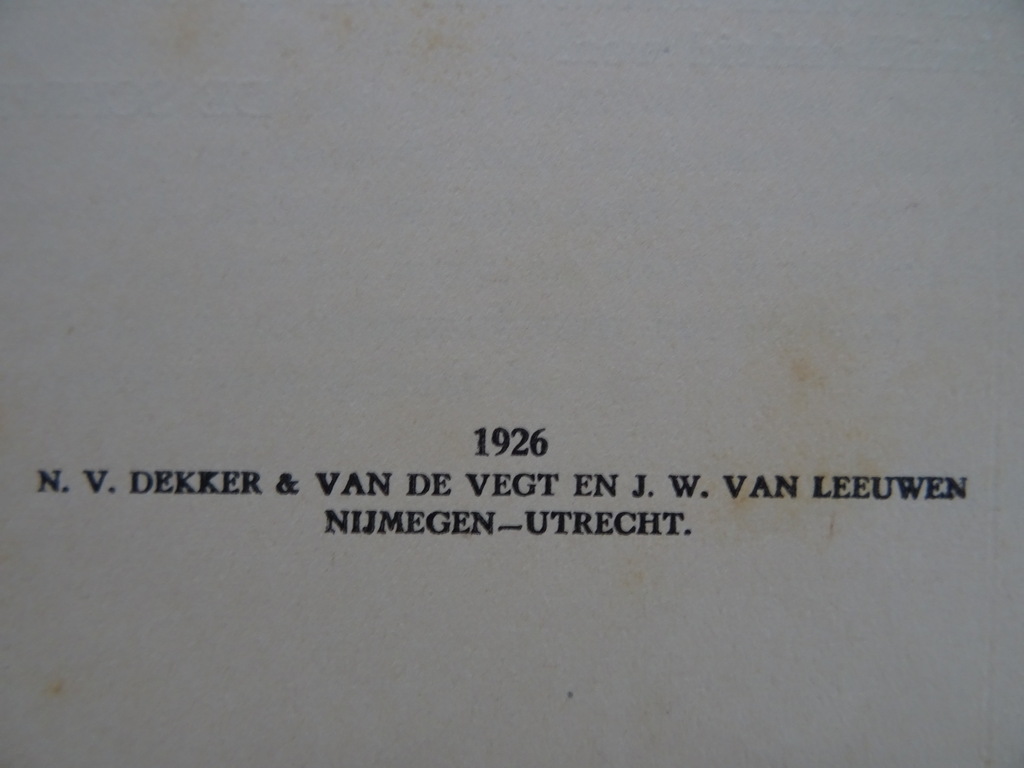 1926
N. V. DEKKER & VAN DE VEGT EN J. W. VAN LEEUWEN
NIJMEGEN—UTRECHT.